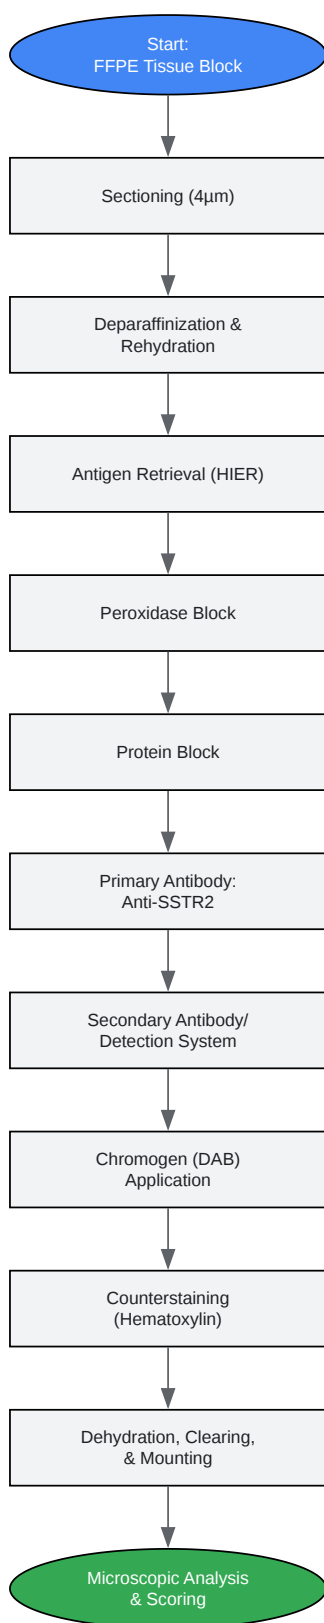 Start:
FFPE Tissue Block
Sectioning (4µm)
Deparaffinization &
Rehydration
Antigen Retrieval (HIER)
Peroxidase Block
Protein Block
Primary Antibody:
Anti-SSTR2
Secondary Antibody/
Detection System
Chromogen (DAB)
Application
Counterstaining
(Hematoxylin)
Dehydration, Clearing,
& Mounting
Microscopic Analysis
& Scoring